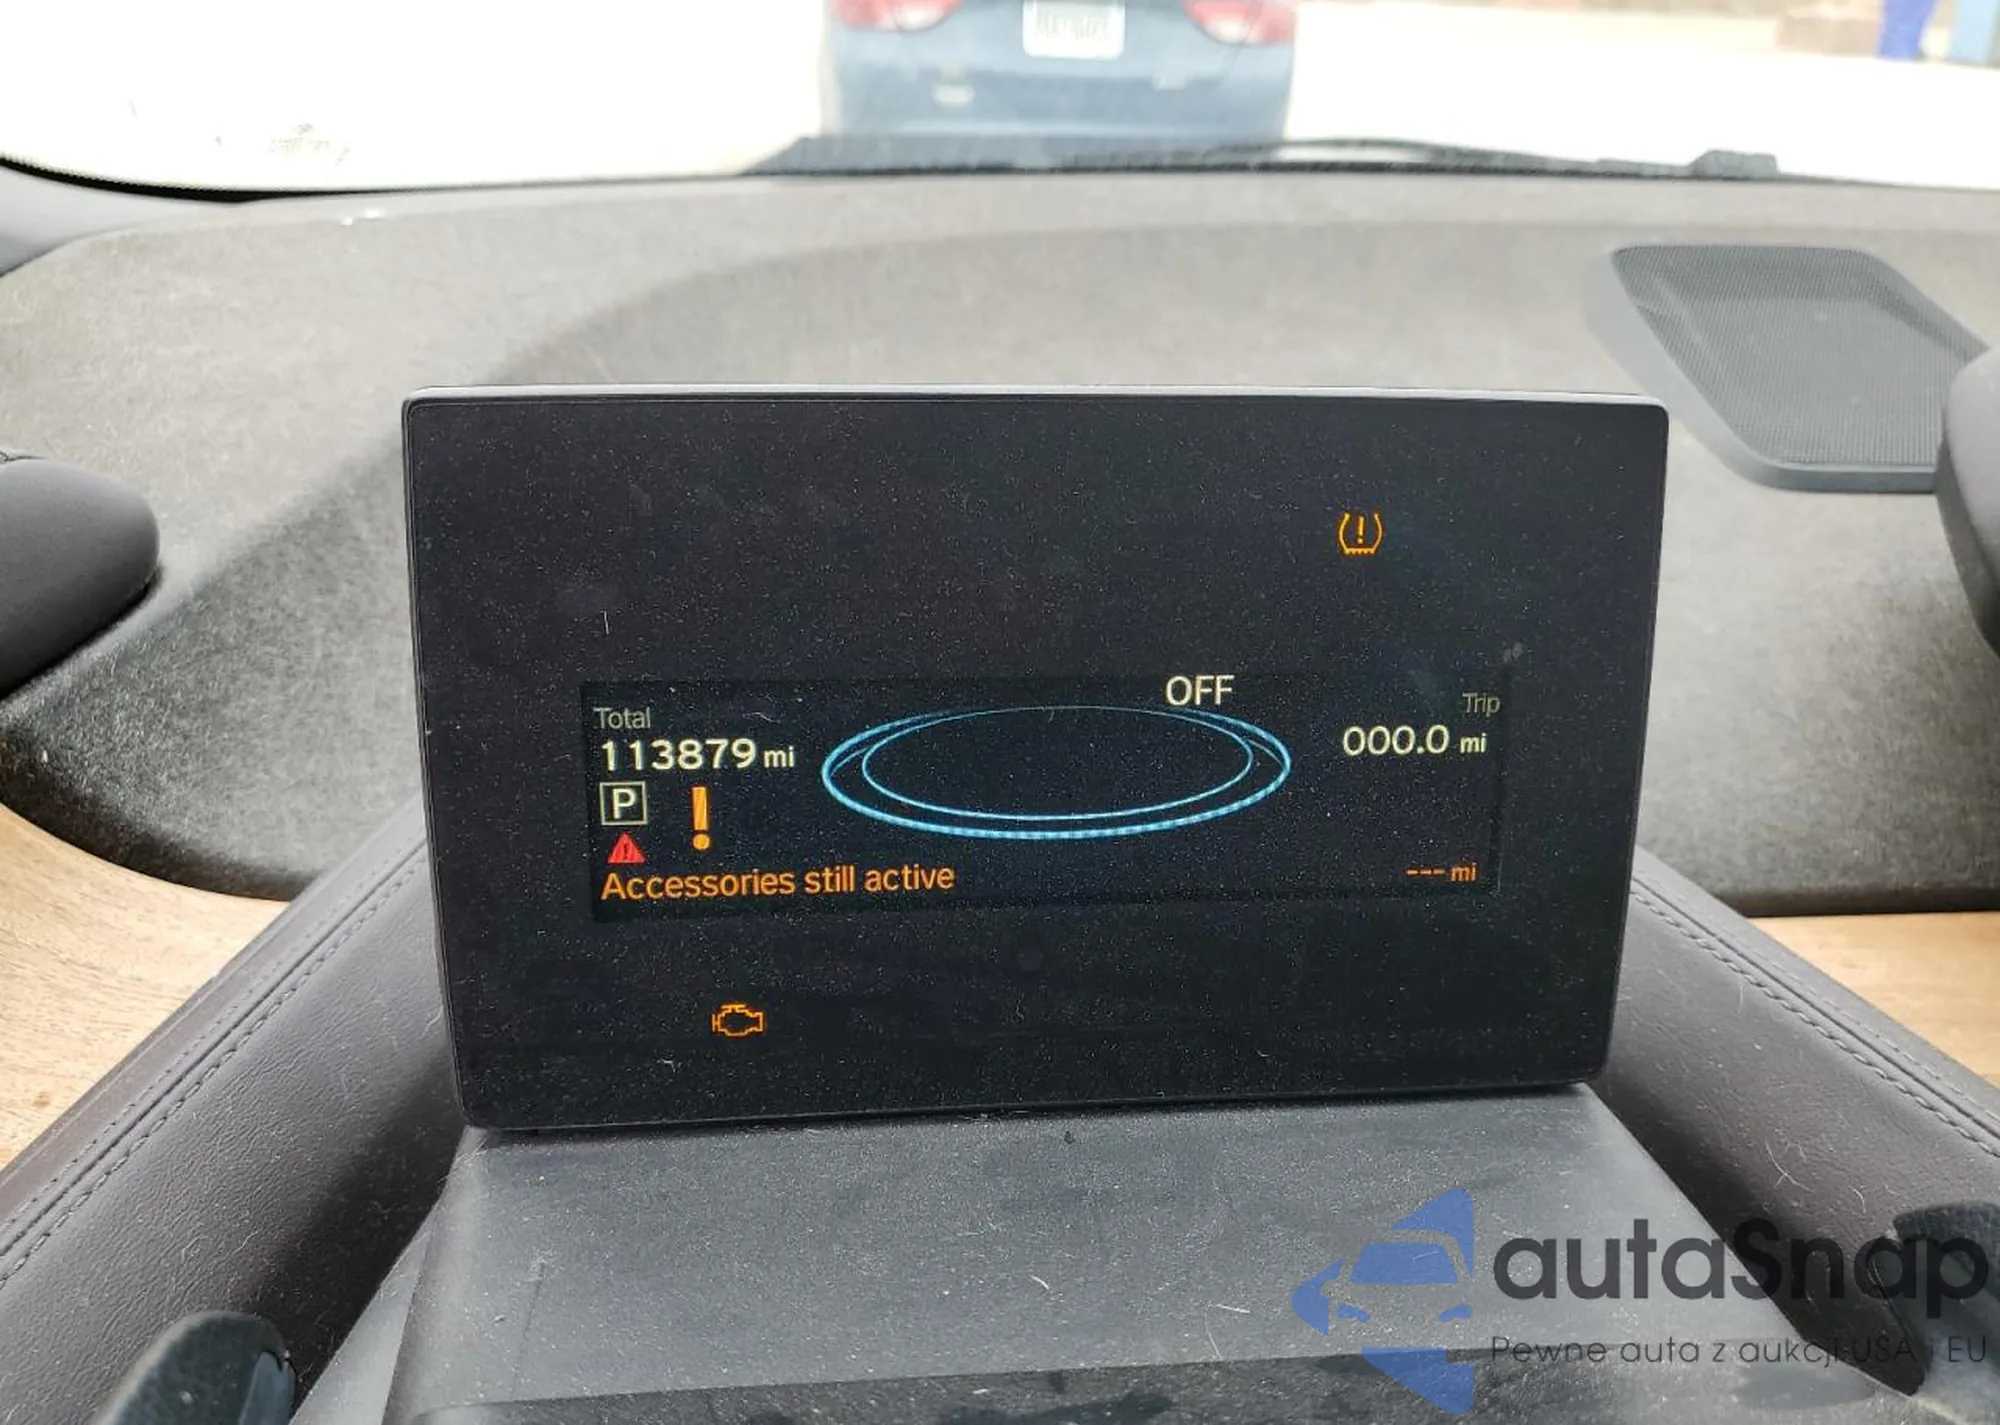 OFF
Total
Trip
113879 mi
000.0 mi
P
Accessories still active
--- mi
autaSnap
Pewne auta z aukcji USA i EU